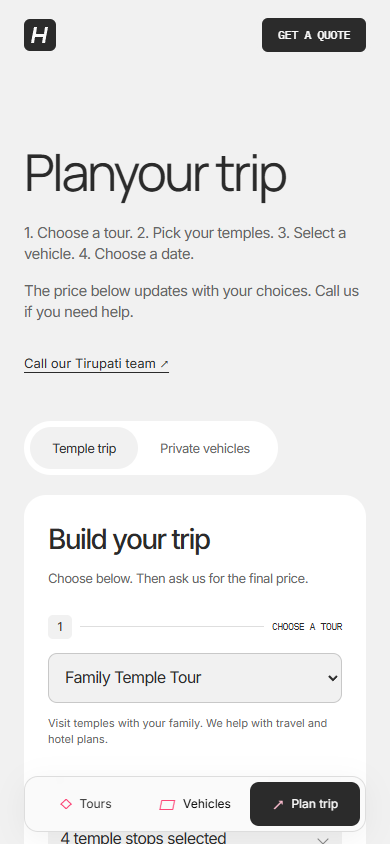 H
GET A QUOTE
Planyour trip
1. Choose a tour. 2. Pick your temples. 3. Select a
vehicle. 4. Choose a date.
The price below updates with your choices. Call us
if you need help.
Call our Tirupati team ↗
Temple trip
Private vehicles
Build your trip
Choose below. Then ask us for the final price.
1
CHOOSE A TOUR
Family Temple Tour
Visit temples with your family. We help with travel and
hotel plans.
Tours
Vehicles
↗ Plan trip
4 temple stops selected